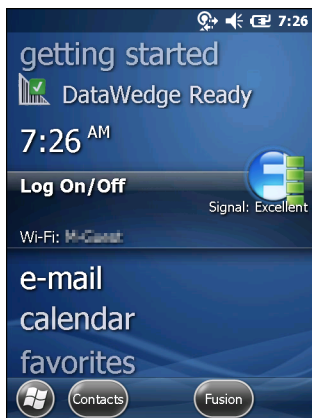 7:26
getting started
DataWedge Ready
7:26 AM
Log On/Off
Signal: Excellent
Wi-Fi:
e-mail
calendar
favorites
Contacts
Fusion